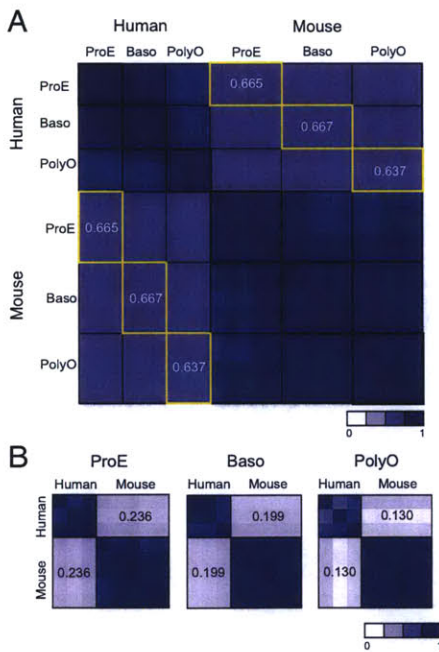 A
Human Mouse
ProE Baso PolyO ProE Baso PolyO
Human
ProE 0.665
Baso 0.667
PolyO 0.637
Mouse
ProE 0.665
Baso 0.667
PolyO 0.637
0 1
B
ProE Baso PolyO
Human Mouse Human Mouse Human Mouse
Human 0.236 0.199 0.130
Mouse 0.236 0.199 0.130
0 1